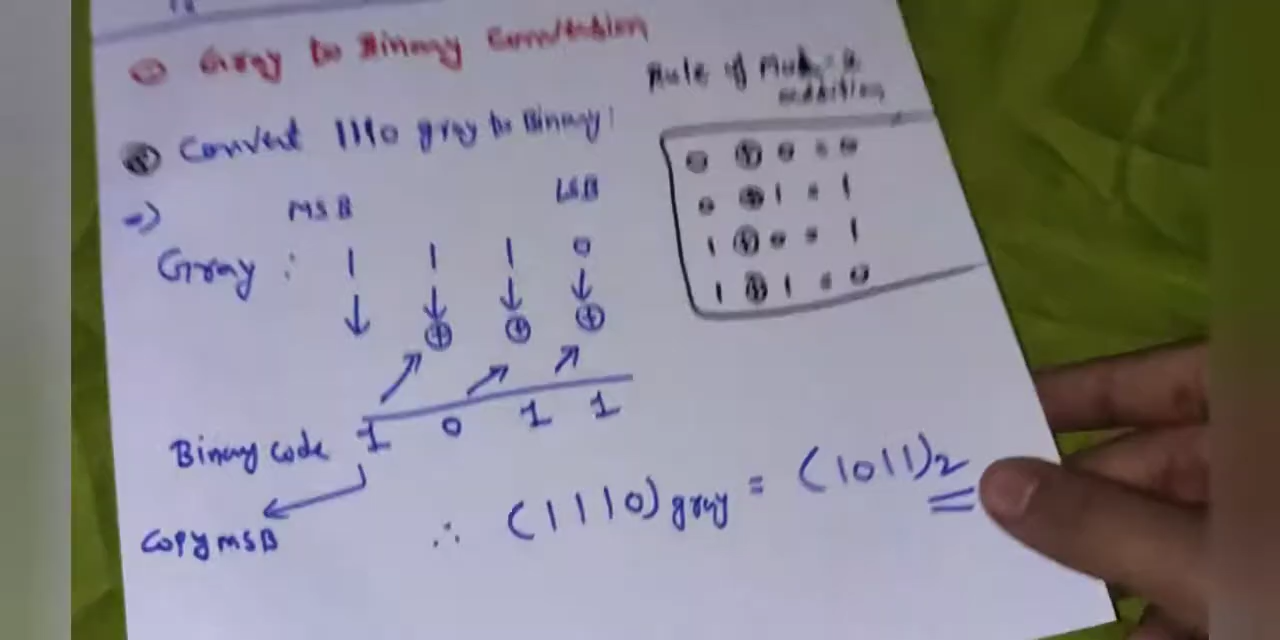 Gray to Binary Conversion
Convert 1110 gray to Binary:
=> MSB LSB
Gray : 1 1 1 0
⊕ ⊕ ⊕
Binary code 1 0 1 1
copy MSB
∴ (1110)gray = (1011)2
Rule of
addition
0 ⊕ 0 = 0
0 ⊕ 1 = 1
1 ⊕ 0 = 1
1 ⊕ 1 = 0